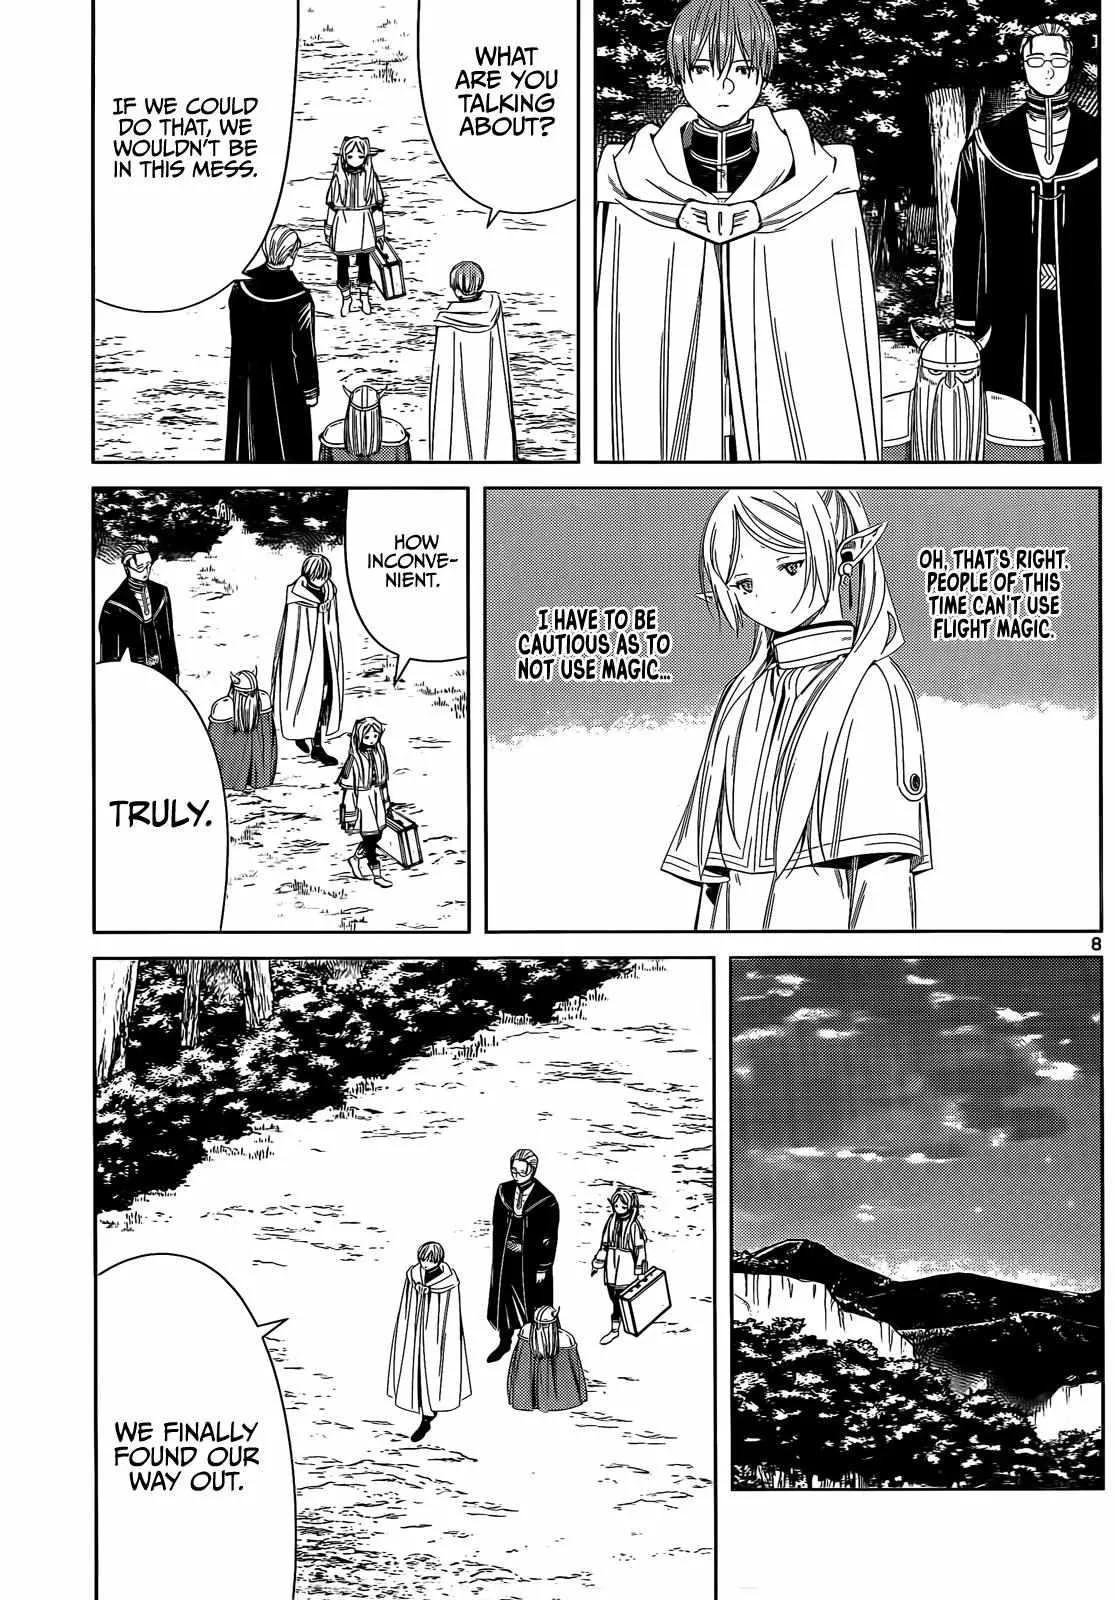 WHAT
ARE YOU
TALKING
ABOUT?
IF WE COULD
DO THAT, WE
WOULDN'T BE
IN THIS MESS.
OH, THAT'S RIGHT.
PEOPLE OF THIS
TIME CAN'T USE
FLIGHT MAGIC.
I HAVE TO BE
CAUTIOUS AS TO
NOT USE MAGIC...
HOW
INCONVE-
NIENT.
TRULY.
8
WE FINALLY
FOUND OUR
WAY OUT.